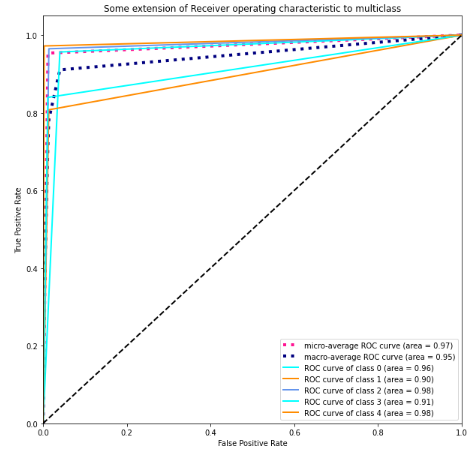 Some extension of Receiver operating characteristic to multiclass
1.0
0.8
0.6
0.4
0.2
0.0
True Positive Rate
micro-average ROC curve (area = 0.97)
macro-average ROC curve (area = 0.95)
ROC curve of class 0 (area = 0.96)
ROC curve of class 1 (area = 0.90)
ROC curve of class 2 (area = 0.98)
ROC curve of class 3 (area = 0.91)
ROC curve of class 4 (area = 0.98)
0.0 0.2 0.4 0.6 0.8 1.0
False Positive Rate